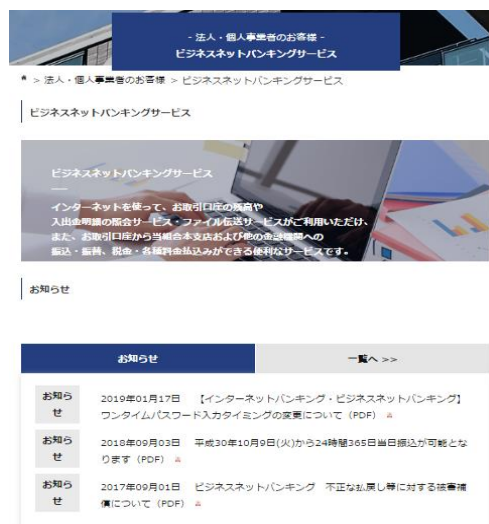 - 法人・個人事業者のお客様 -
ビジネスネットバンキングサービス
> 法人・個人事業者のお客様 > ビジネスネットバンキングサービス
ビジネスネットバンキングサービス
ビジネスネットバンキングサービス
インターネットを使って、お取引口座の残高や
入出金明細の照会サービス・ファイル伝送サービスがご利用いただけ、
また、お取引口座から当組合本支店および他の金融機関への
振込・振替、税金・各種料金払込みができる便利なサービスです。
お知らせ
お知らせ 一覧へ >>
お知ら
せ
2019年01月17日 【インターネットバンキング・ビジネスネットバンキング】
ワンタイムパスワード入力タイミングの変更について（PDF）
お知ら
せ
2018年09月03日 平成30年10月9日(火)から24時間365日当日振込が可能とな
ります（PDF）
お知ら
せ
2017年09月01日 ビジネスネットバンキング 不正な払戻し等に対する被害補
償について（PDF）